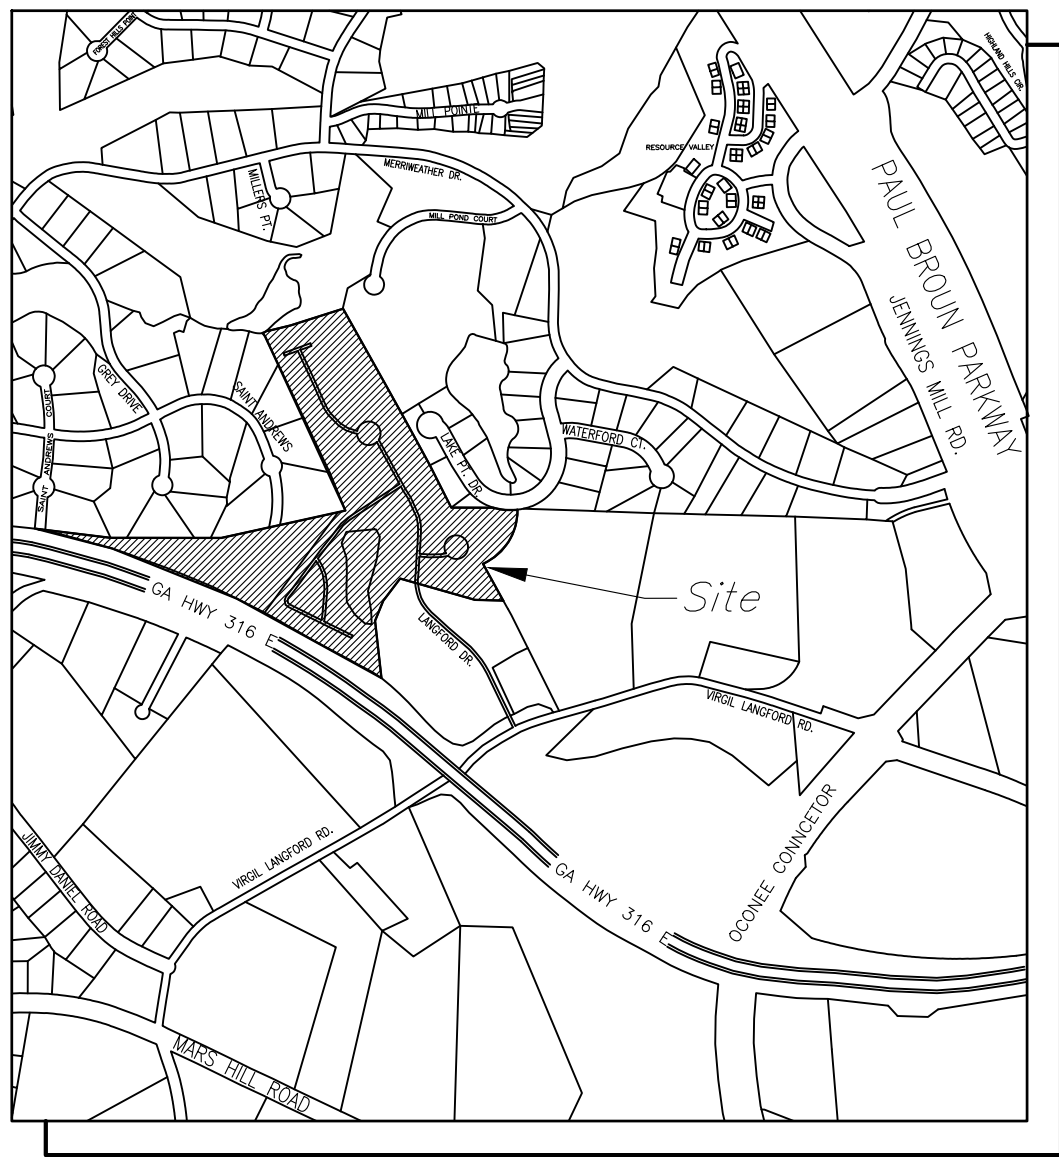 FOREST HILLS POINT
HIGHLAND HILLS CIR.
MILL POINTE
RESOURCE VALLEY
MERRIWEATHER DR.
MILLERS PT.
MILL POND COURT
PAUL BROUN PARKWAY
JENNINGS MILL RD.
GREY DRIVE
SAINT ANDREWS
SAINT ANDREWS COURT
LAKE PT. DR
WATERFORD CT.
GA HWY 316 E
Site
LANGFORD DR.
VIRGIL LANGFORD RD.
OCONEE CONNCETOR
JIMMY DANIEL ROAD
VIRGIL LANGFORD RD.
GA HWY 316 E
MARS HILL ROAD